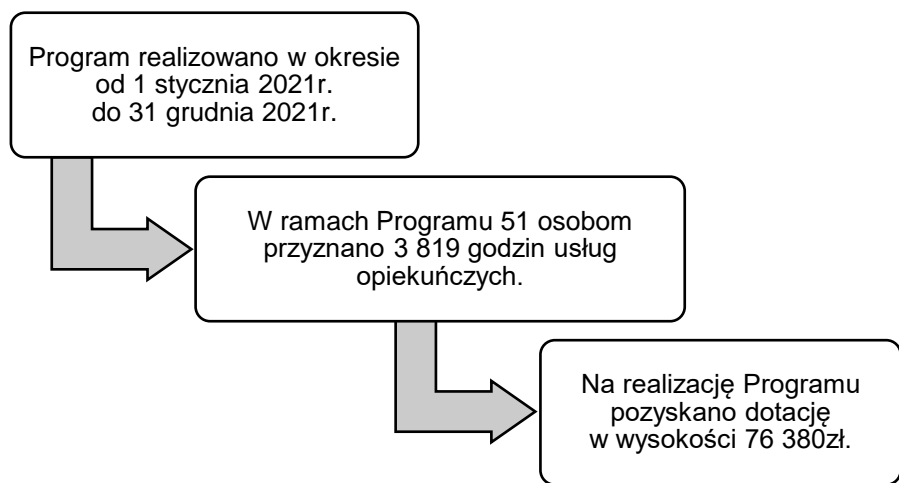 Program realizowano w okresie
od 1 stycznia 2021r.
do 31 grudnia 2021r.
W ramach Programu 51 osobom
przyznano 3 819 godzin usług
opiekuńczych.
Na realizację Programu
pozyskano dotację
w wysokości 76 380zł.